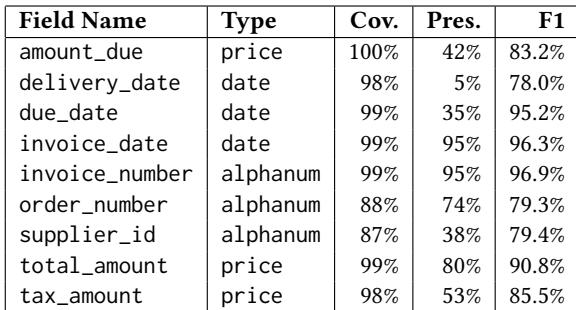 Field Name Type Cov. Pres. F1
amount_due price 100% 42% 83.2%
delivery_date date 98% 5% 78.0%
due_date date 99% 35% 95.2%
invoice_date date 99% 95% 96.3%
invoice_number alphanum 99% 95% 96.9%
order_number alphanum 88% 74% 79.3%
supplier_id alphanum 87% 38% 79.4%
total_amount price 99% 80% 90.8%
tax_amount price 98% 53% 85.5%